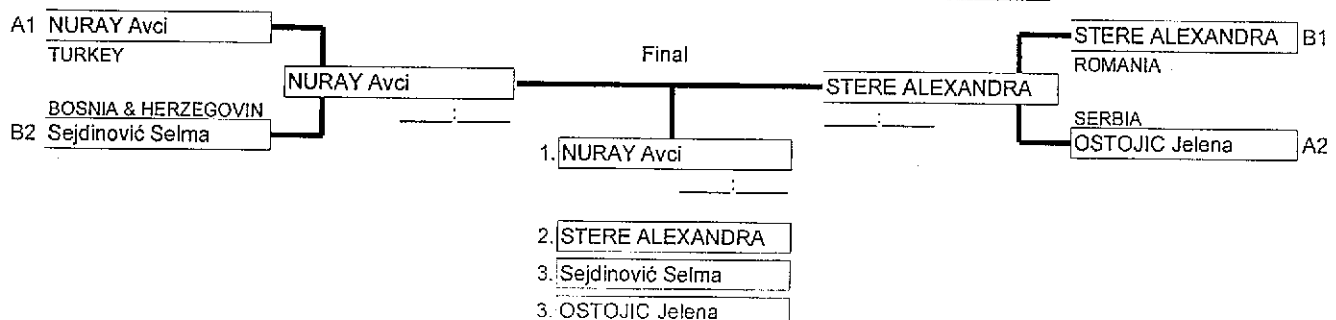 A1 NURAY Avci
TURKEY
NURAY Avci
BOSNIA & HERZEGOVIN
B2 Sejdinović Selma
Final
STERE ALEXANDRA B1
ROMANIA
STERE ALEXANDRA
SERBIA
OSTOJIC Jelena A2
1. NURAY Avci
2. STERE ALEXANDRA
3. Sejdinović Selma
3. OSTOJIC Jelena